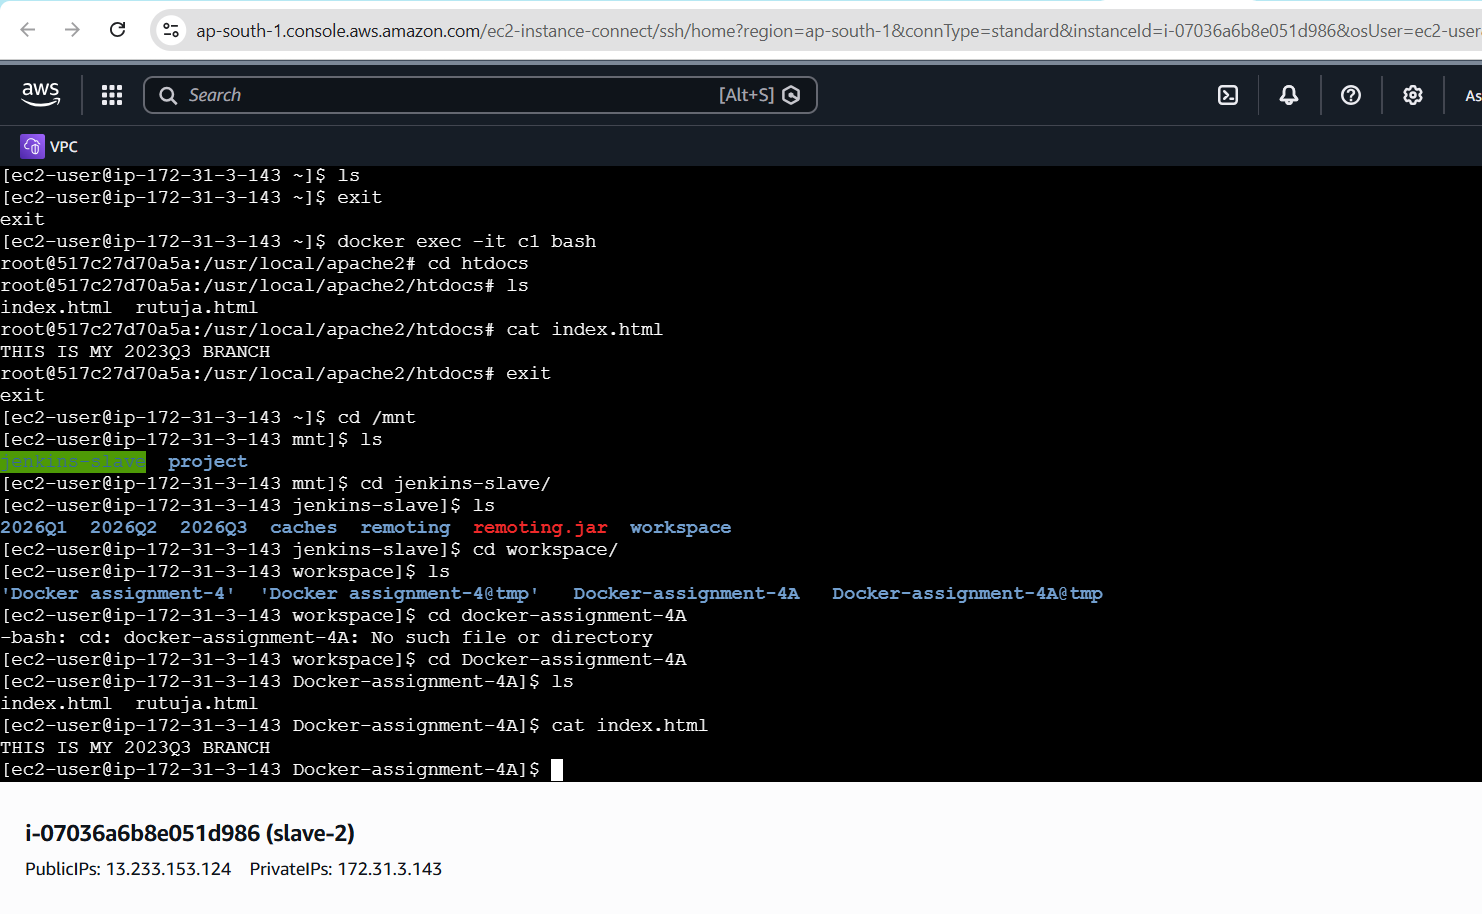 ap-south-1.console.aws.amazon.com/ec2-instance-connect/ssh/home?region=ap-south-1&connType=standard&instanceId=i-07036a6b8e051d986&osUser=ec2-user
aws
Search [Alt+S]
As
VPC
[ec2-user@ip-172-31-3-143 ~]$ ls
[ec2-user@ip-172-31-3-143 ~]$ exit
exit
[ec2-user@ip-172-31-3-143 ~]$ docker exec -it c1 bash
root@517c27d70a5a:/usr/local/apache2# cd htdocs
root@517c27d70a5a:/usr/local/apache2/htdocs# ls
index.html  rutuja.html
root@517c27d70a5a:/usr/local/apache2/htdocs# cat index.html
THIS IS MY 2023Q3 BRANCH
root@517c27d70a5a:/usr/local/apache2/htdocs# exit
exit
[ec2-user@ip-172-31-3-143 ~]$ cd /mnt
[ec2-user@ip-172-31-3-143 mnt]$ ls
jenkins-slave  project
[ec2-user@ip-172-31-3-143 mnt]$ cd jenkins-slave/
[ec2-user@ip-172-31-3-143 jenkins-slave]$ ls
2026Q1  2026Q2  2026Q3  caches  remoting  remoting.jar  workspace
[ec2-user@ip-172-31-3-143 jenkins-slave]$ cd workspace/
[ec2-user@ip-172-31-3-143 workspace]$ ls
'Docker assignment-4'  'Docker assignment-4@tmp'   Docker-assignment-4A   Docker-assignment-4A@tmp
[ec2-user@ip-172-31-3-143 workspace]$ cd docker-assignment-4A
-bash: cd: docker-assignment-4A: No such file or directory
[ec2-user@ip-172-31-3-143 workspace]$ cd Docker-assignment-4A
[ec2-user@ip-172-31-3-143 Docker-assignment-4A]$ ls
index.html  rutuja.html
[ec2-user@ip-172-31-3-143 Docker-assignment-4A]$ cat index.html
THIS IS MY 2023Q3 BRANCH
[ec2-user@ip-172-31-3-143 Docker-assignment-4A]$
i-07036a6b8e051d986 (slave-2)
PublicIPs: 13.233.153.124 PrivateIPs: 172.31.3.143